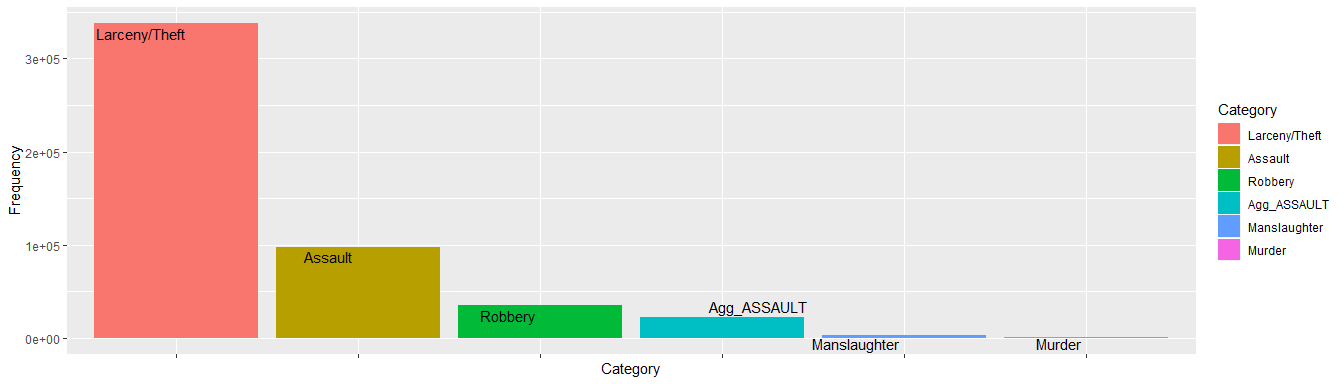 Frequency
3e+05
2e+05
1e+05
0e+00
Larceny/Theft
Assault
Robbery
Agg_ASSAULT
Manslaughter
Murder
Category
Category
Larceny/Theft
Assault
Robbery
Agg_ASSAULT
Manslaughter
Murder